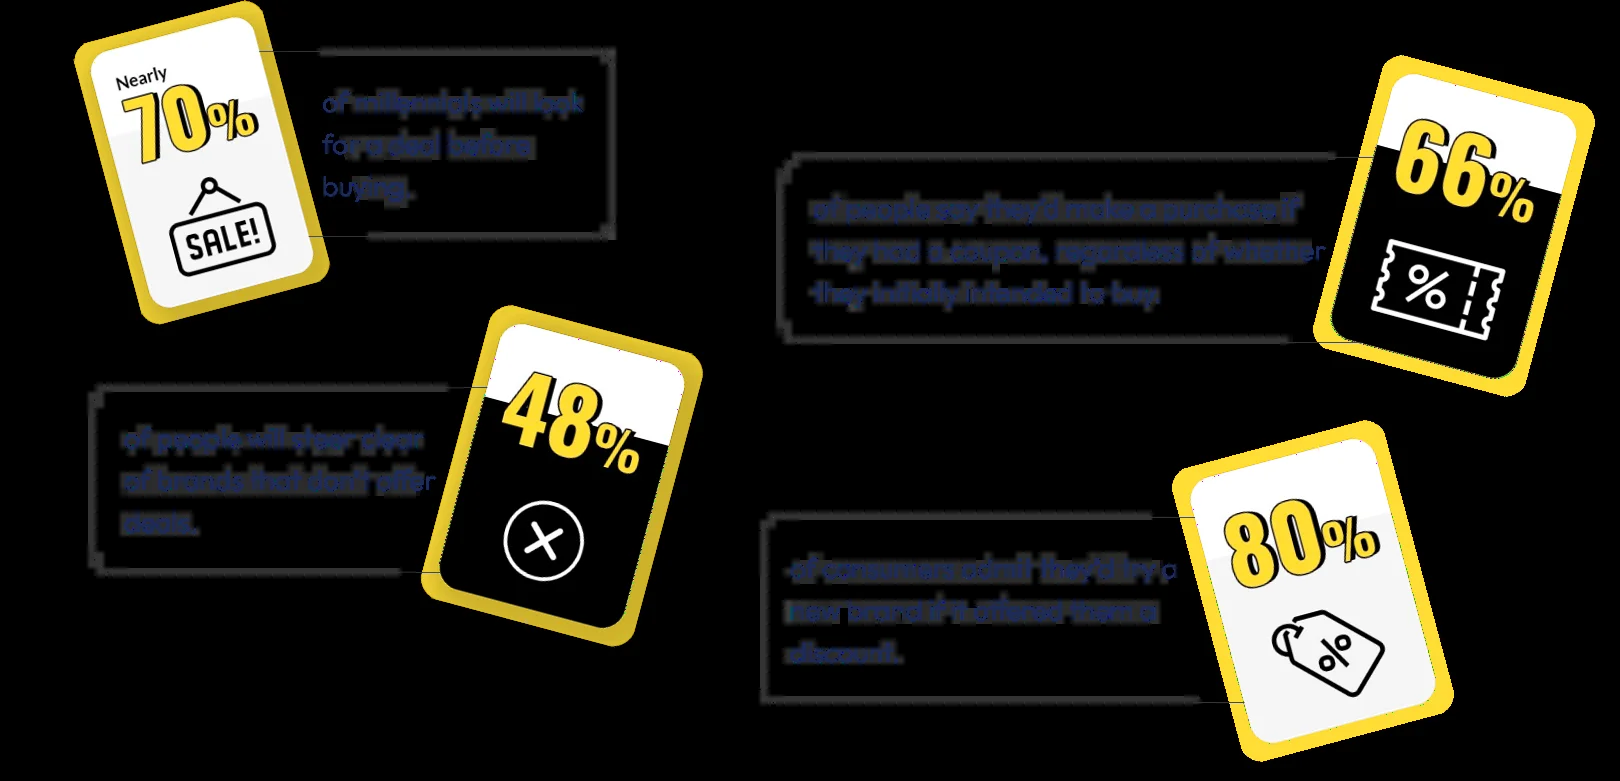 Nearly
70%
SALE!
of millennials will look
for a deal before
buying.
66%
of people say they'd make a purchase if
they had a coupon, regardless of whether
they initially intended to buy
48%
of people will steer clear
of brands that don't offer
deals.
80%
of consumers admit they'd try a
new brand if it offered them a
discount.